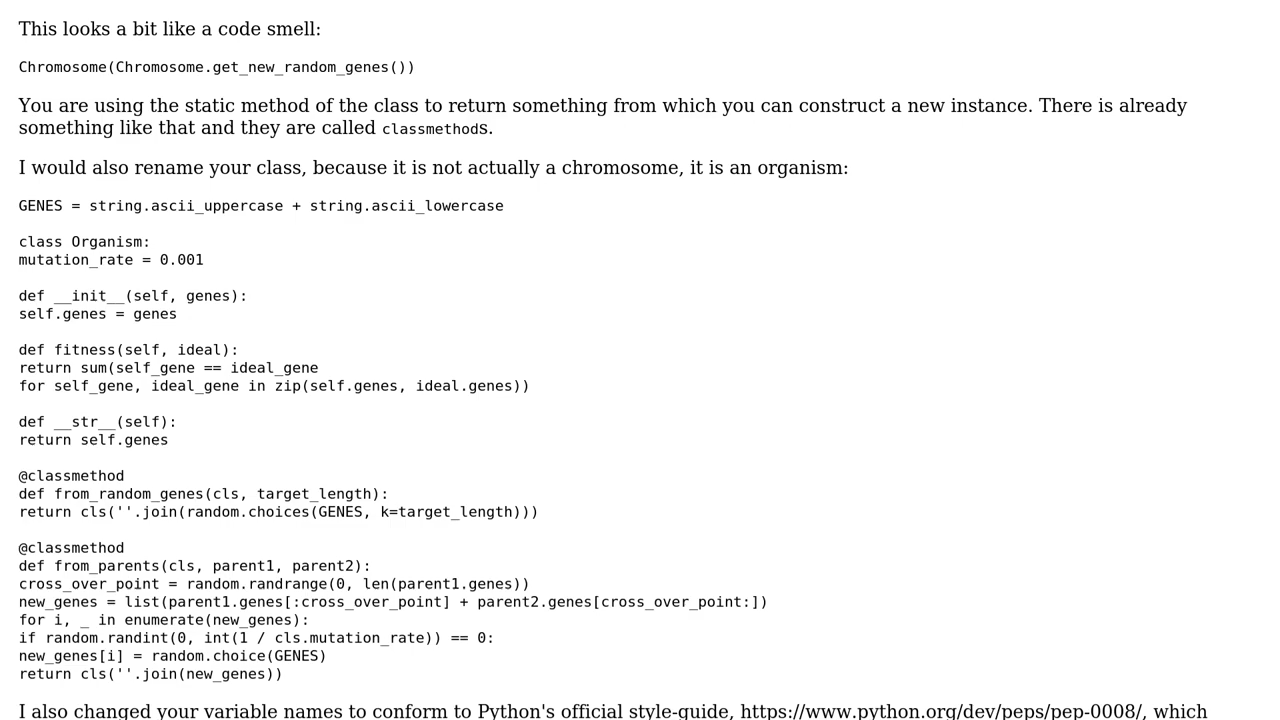 This looks a bit like a code smell:
Chromosome(Chromosome.get_new_random_genes())
You are using the static method of the class to return something from which you can construct a new instance. There is already
something like that and they are called classmethods.
I would also rename your class, because it is not actually a chromosome, it is an organism:
GENES = string.ascii_uppercase + string.ascii_lowercase
class Organism:
mutation_rate = 0.001
def __init__(self, genes):
self.genes = genes
def fitness(self, ideal):
return sum(self_gene == ideal_gene
for self_gene, ideal_gene in zip(self.genes, ideal.genes))
def __str__(self):
return self.genes
@classmethod
def from_random_genes(cls, target_length):
return cls(''.join(random.choices(GENES, k=target_length)))
@classmethod
def from_parents(cls, parent1, parent2):
cross_over_point = random.randrange(0, len(parent1.genes))
new_genes = list(parent1.genes[:cross_over_point] + parent2.genes[cross_over_point:])
for i, _ in enumerate(new_genes):
if random.randint(0, int(1 / cls.mutation_rate)) == 0:
new_genes[i] = random.choice(GENES)
return cls(''.join(new_genes))
I also changed your variable names to conform to Python's official style-guide, https://www.python.org/dev/peps/pep-0008/, which